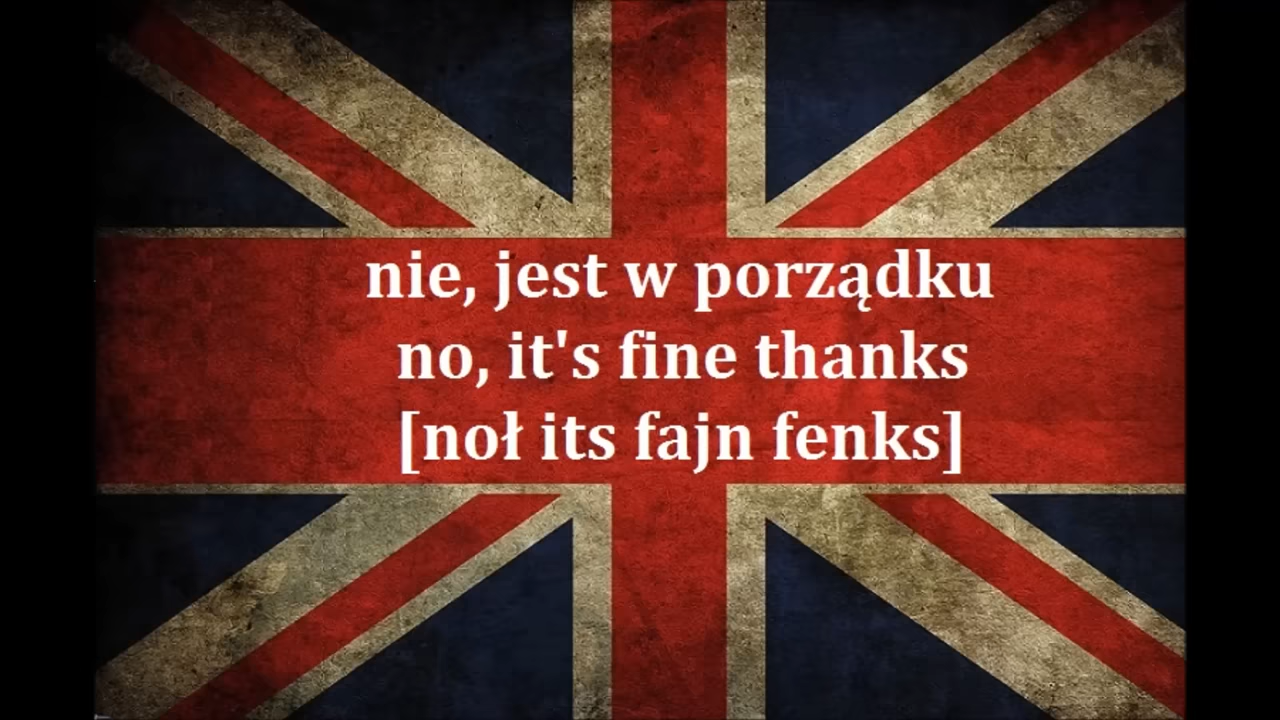 nie, jest w porządku
no, it's fine thanks
[noł its fajn fenks]